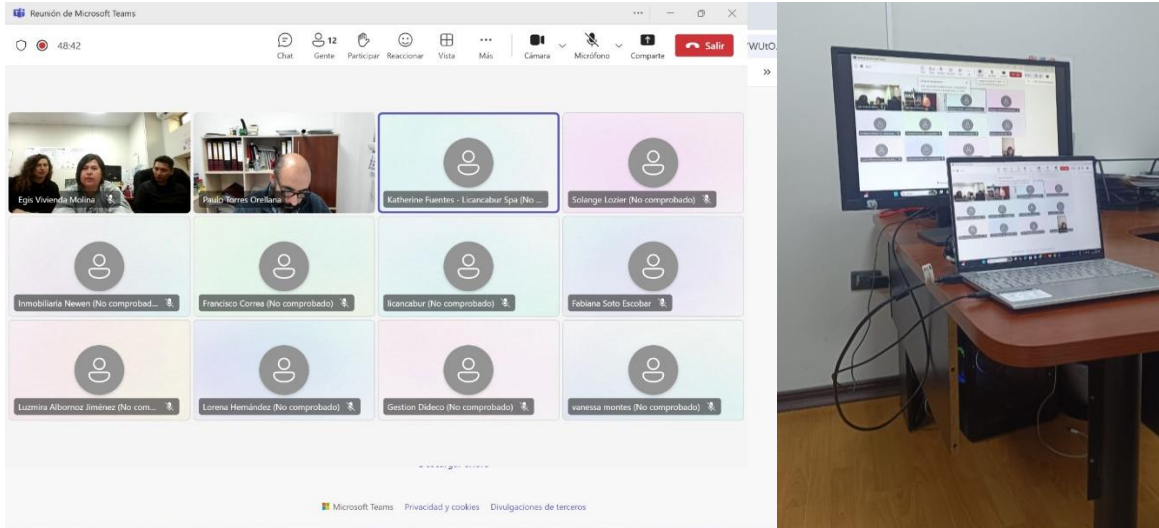 Reunión de Microsoft Teams
48:42
Chat
12
Gente
Participar
Reaccionar
Vista
Más
Cámara
Micrófono
Comparte
Salir
WUtO.
Egis Vivienda Molina
Paulo Torres Orellana
Katherine Fuentes - Licancabur Spa (No ...
Solange Lozier (No comprobado)
Inmobiliaria Newen (No comprobad...
Francisco Correa (No comprobado)
licancabur (No comprobado)
Fabiana Soto Escobar
Luzmira Albornoz Jiménez (No com...
Lorena Hernández (No comprobado)
Gestion Dideco (No comprobado)
vanessa montes (No comprobado)
Microsoft Teams
Privacidad y cookies
Divulgaciones de terceros